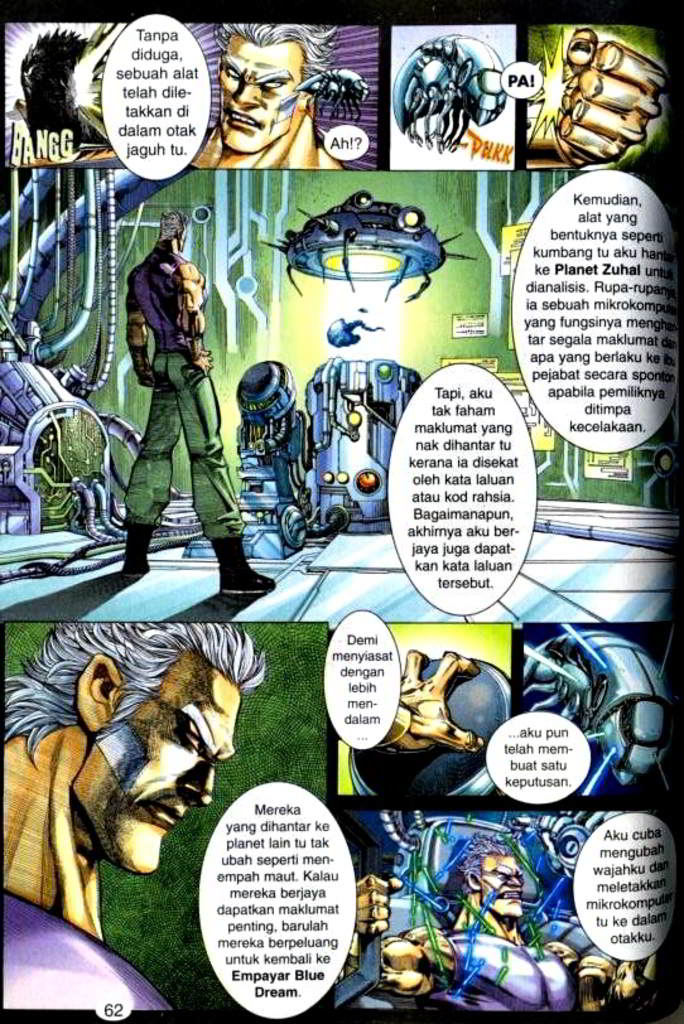 BANGG
Tanpa
diduga,
sebuah alat
telah dile-
takkan di
dalam otak
jaguh tu.
Ah!?
PUKK
PA!
Kemudian,
alat yang
bentuknya seperti
kumbang tu aku hantar
ke Planet Zuhal untuk
dianalisis. Rupa-rupanya
ia sebuah mikrokomputer
yang fungsinya menghan-
tar segala maklumat dan
apa yang berlaku ke ibu
pejabat secara spontan
apabila pemiliknya
ditimpa
kecelakaan.
Tapi, aku
tak faham
maklumat yang
nak dihantar tu
kerana ia disekat
oleh kata laluan
atau kod rahsia.
Bagaimanapun,
akhirnya aku ber-
jaya juga dapat-
kan kata laluan
tersebut.
Mereka
yang dihantar ke
planet lain tu tak
ubah seperti men-
empah maut. Kalau
mereka berjaya
dapatkan maklumat
penting, barulah
mereka berpeluang
untuk kembali ke
Empayar Blue
Dream.
Demi
menyiasat
dengan
lebih
men-
dalam
...
...aku pun
telah mem-
buat satu
keputusan.
Aku cuba
mengubah
wajahku dan
meletakkan
mikrokomputer
tu ke dalam
otakku.
62